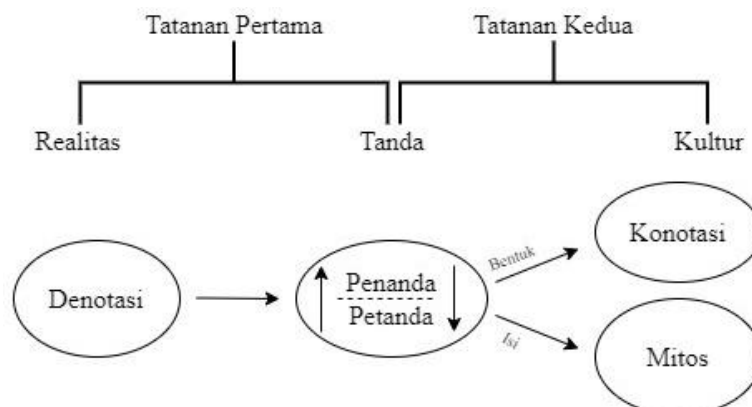 Tatanan Pertama Tatanan Kedua
Realitas Tanda Kultur
Denotasi
Penanda
Petanda
Bentuk
Isi
Konotasi
Mitos